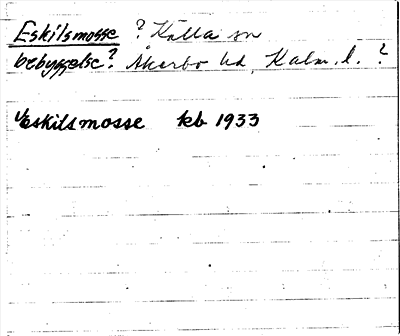 Eskilsmosse ? Källa sn
bebyggelse? Åkerbo hd, Kalm. l. ?
Eskilsmosse kb 1933